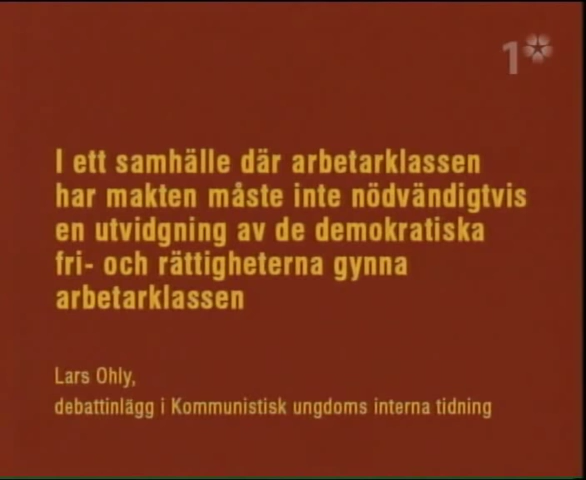 1
I ett samhälle där arbetarklassen
har makten måste inte nödvändigtvis
en utvidgning av de demokratiska
fri- och rättigheterna gynna
arbetarklassen
Lars Ohly,
debattinlägg i Kommunistisk ungdoms interna tidning